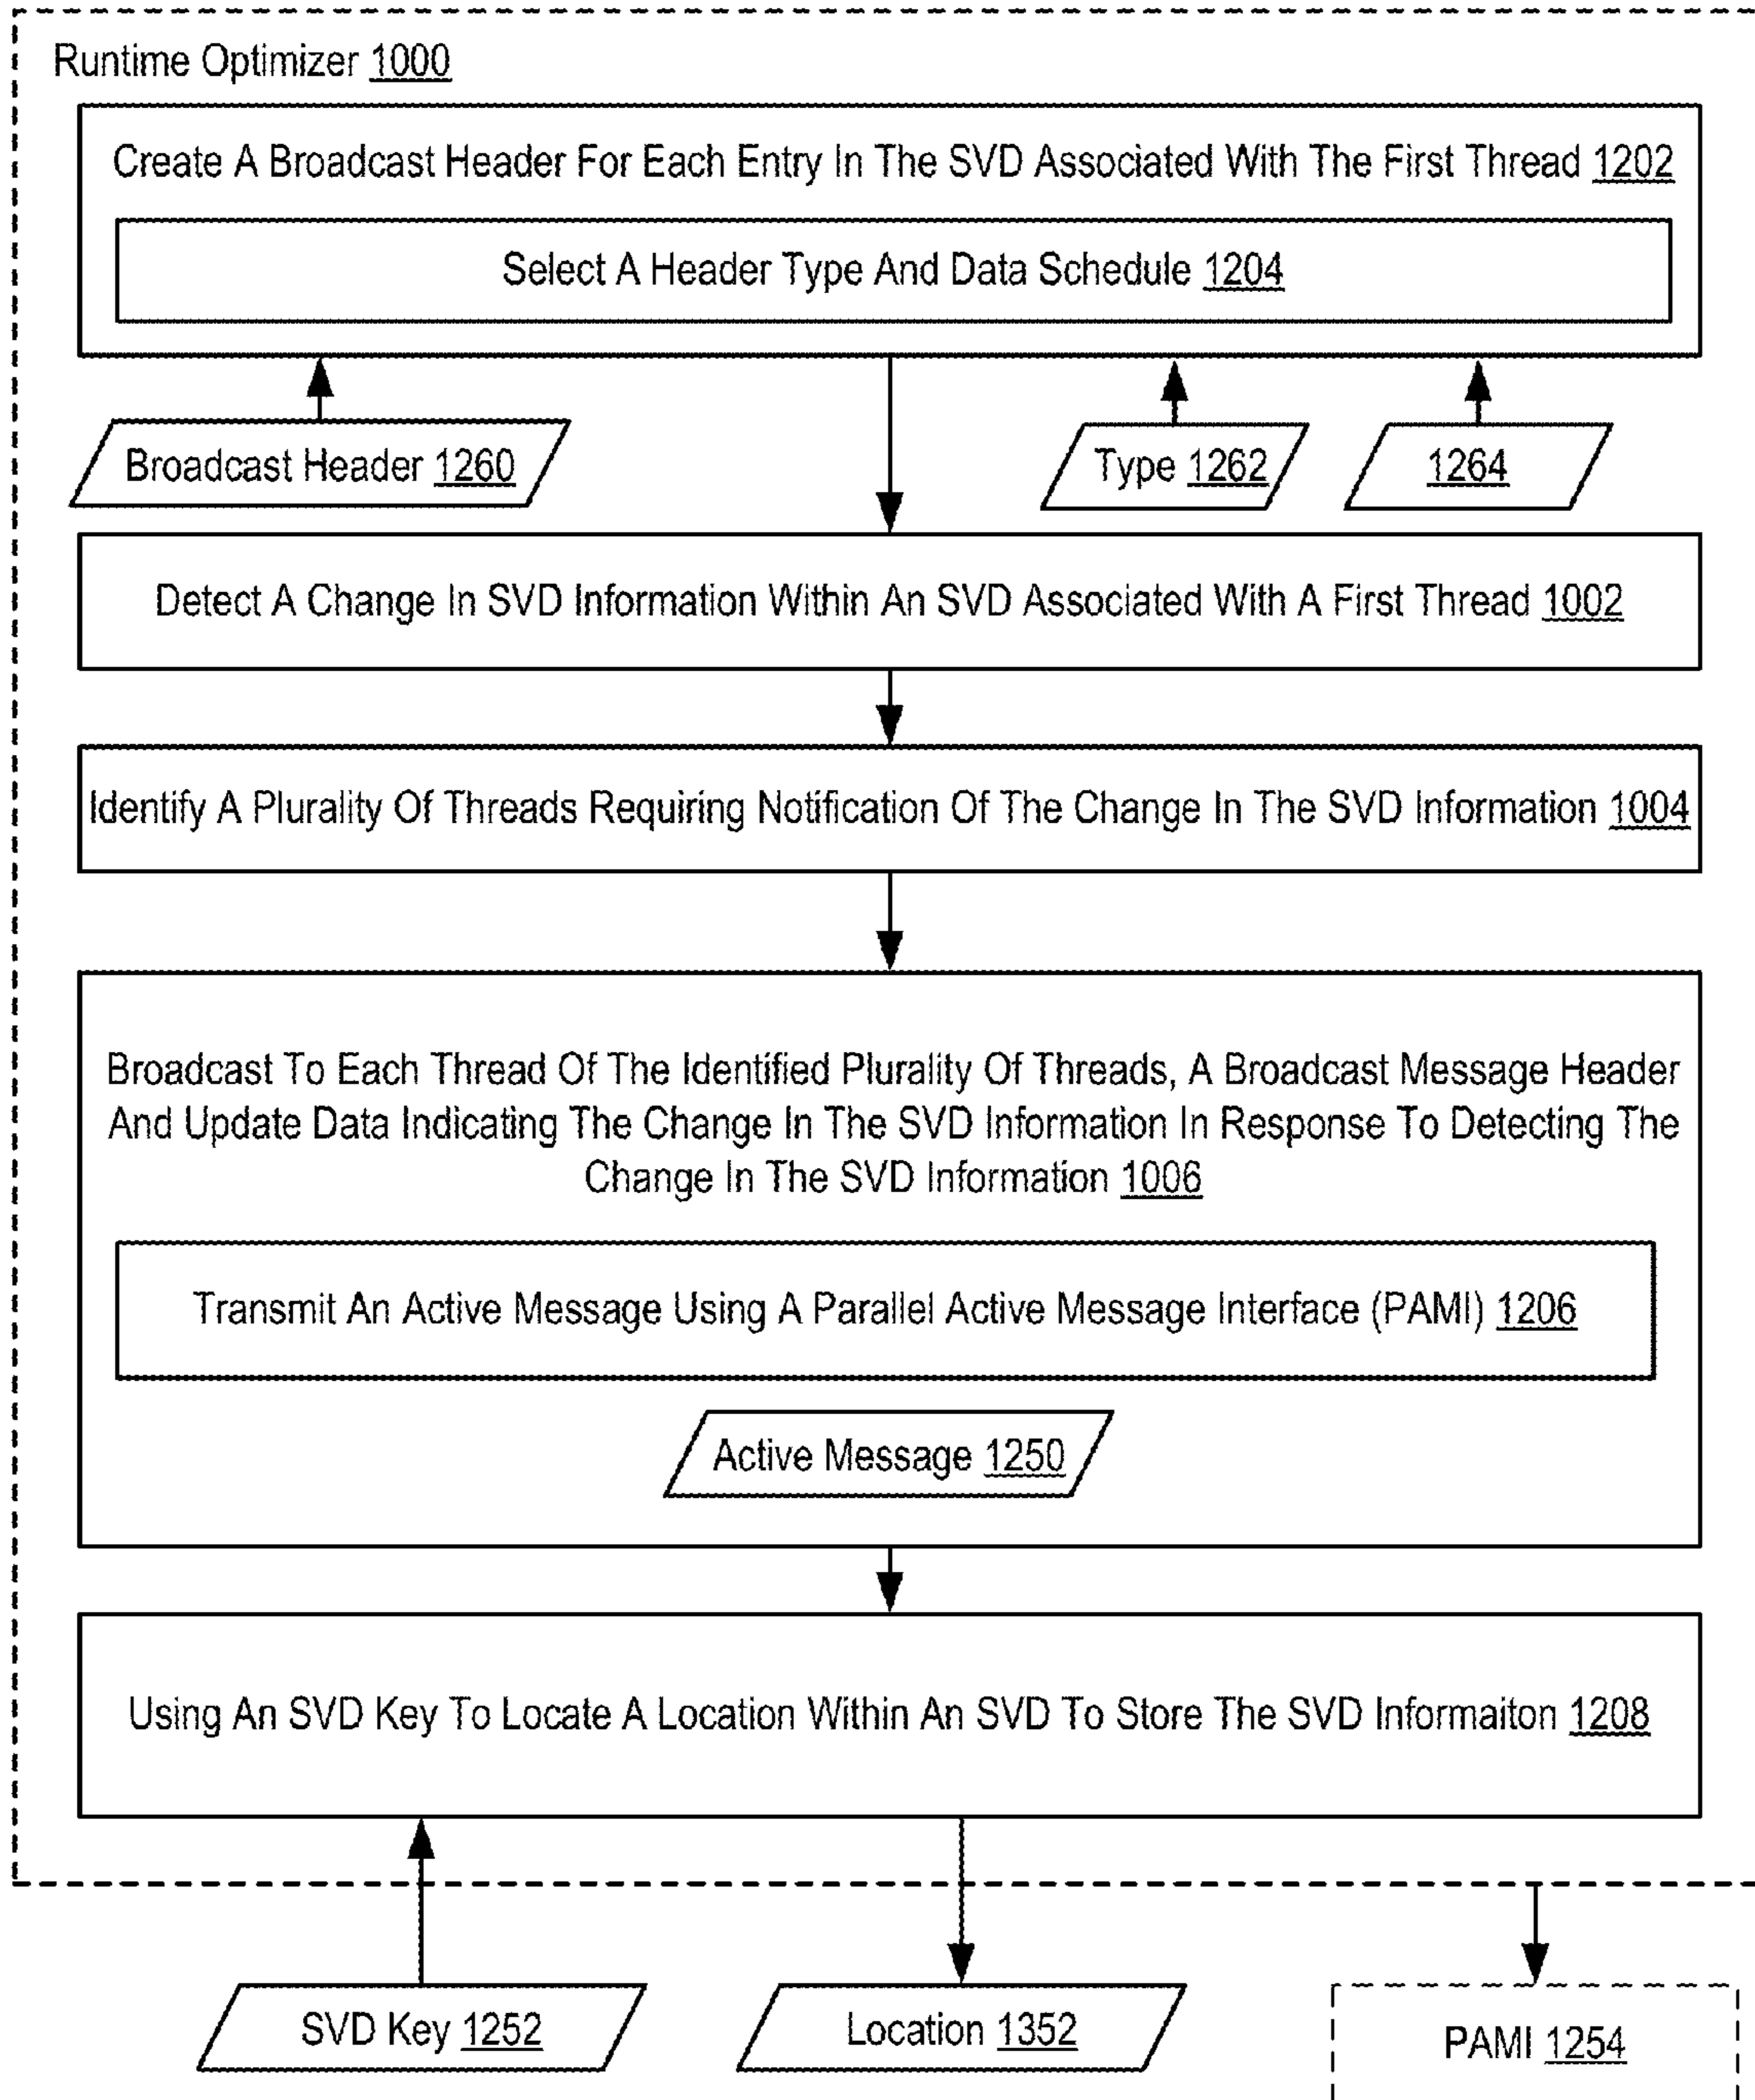 Runtime Optimizer 1000
Create A Broadcast Header For Each Entry In The SVD Associated With The First Thread 1202
Select A Header Type And Data Schedule 1204
Broadcast Header 1260
Type 1262
1264
Detect A Change In SVD Information Within An SVD Associated With A First Thread 1002
Identify A Plurality Of Threads Requiring Notification Of The Change In The SVD Information 1004
Broadcast To Each Thread Of The Identified Plurality Of Threads, A Broadcast Message Header
And Update Data Indicating The Change In The SVD Information In Response To Detecting The
Change In The SVD Information 1006
Transmit An Active Message Using A Parallel Active Message Interface (PAMI) 1206
Active Message 1250
Using An SVD Key To Locate A Location Within An SVD To Store The SVD Informaiton 1208
SVD Key 1252
Location 1352
PAMI 1254